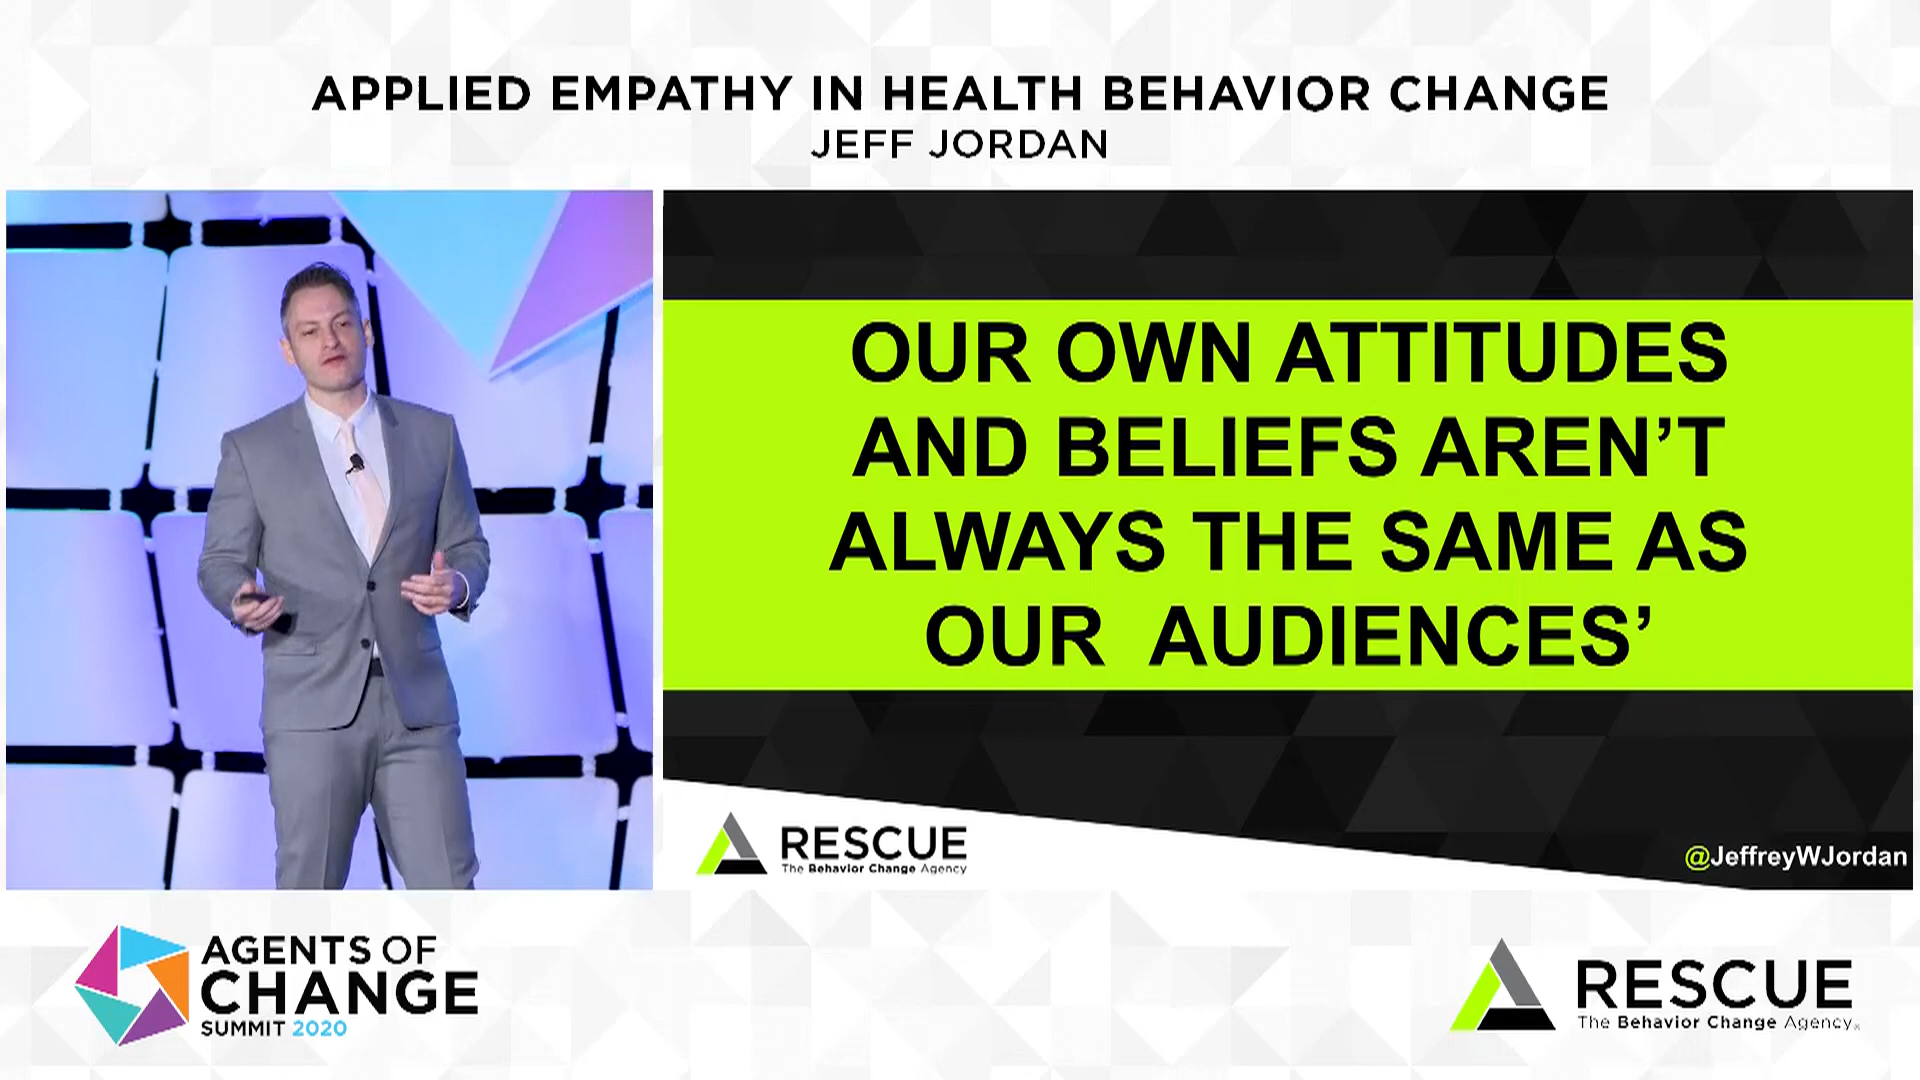 APPLIED EMPATHY IN HEALTH BEHAVIOR CHANGE
JEFF JORDAN
OUR OWN ATTITUDES
AND BELIEFS AREN’T
ALWAYS THE SAME AS
OUR  AUDIENCES’
RESCUE
The Behavior Change Agency
@JeffreyWJordan
AGENTS OF
CHANGE
SUMMIT 2020
RESCUE
The Behavior Change Agency